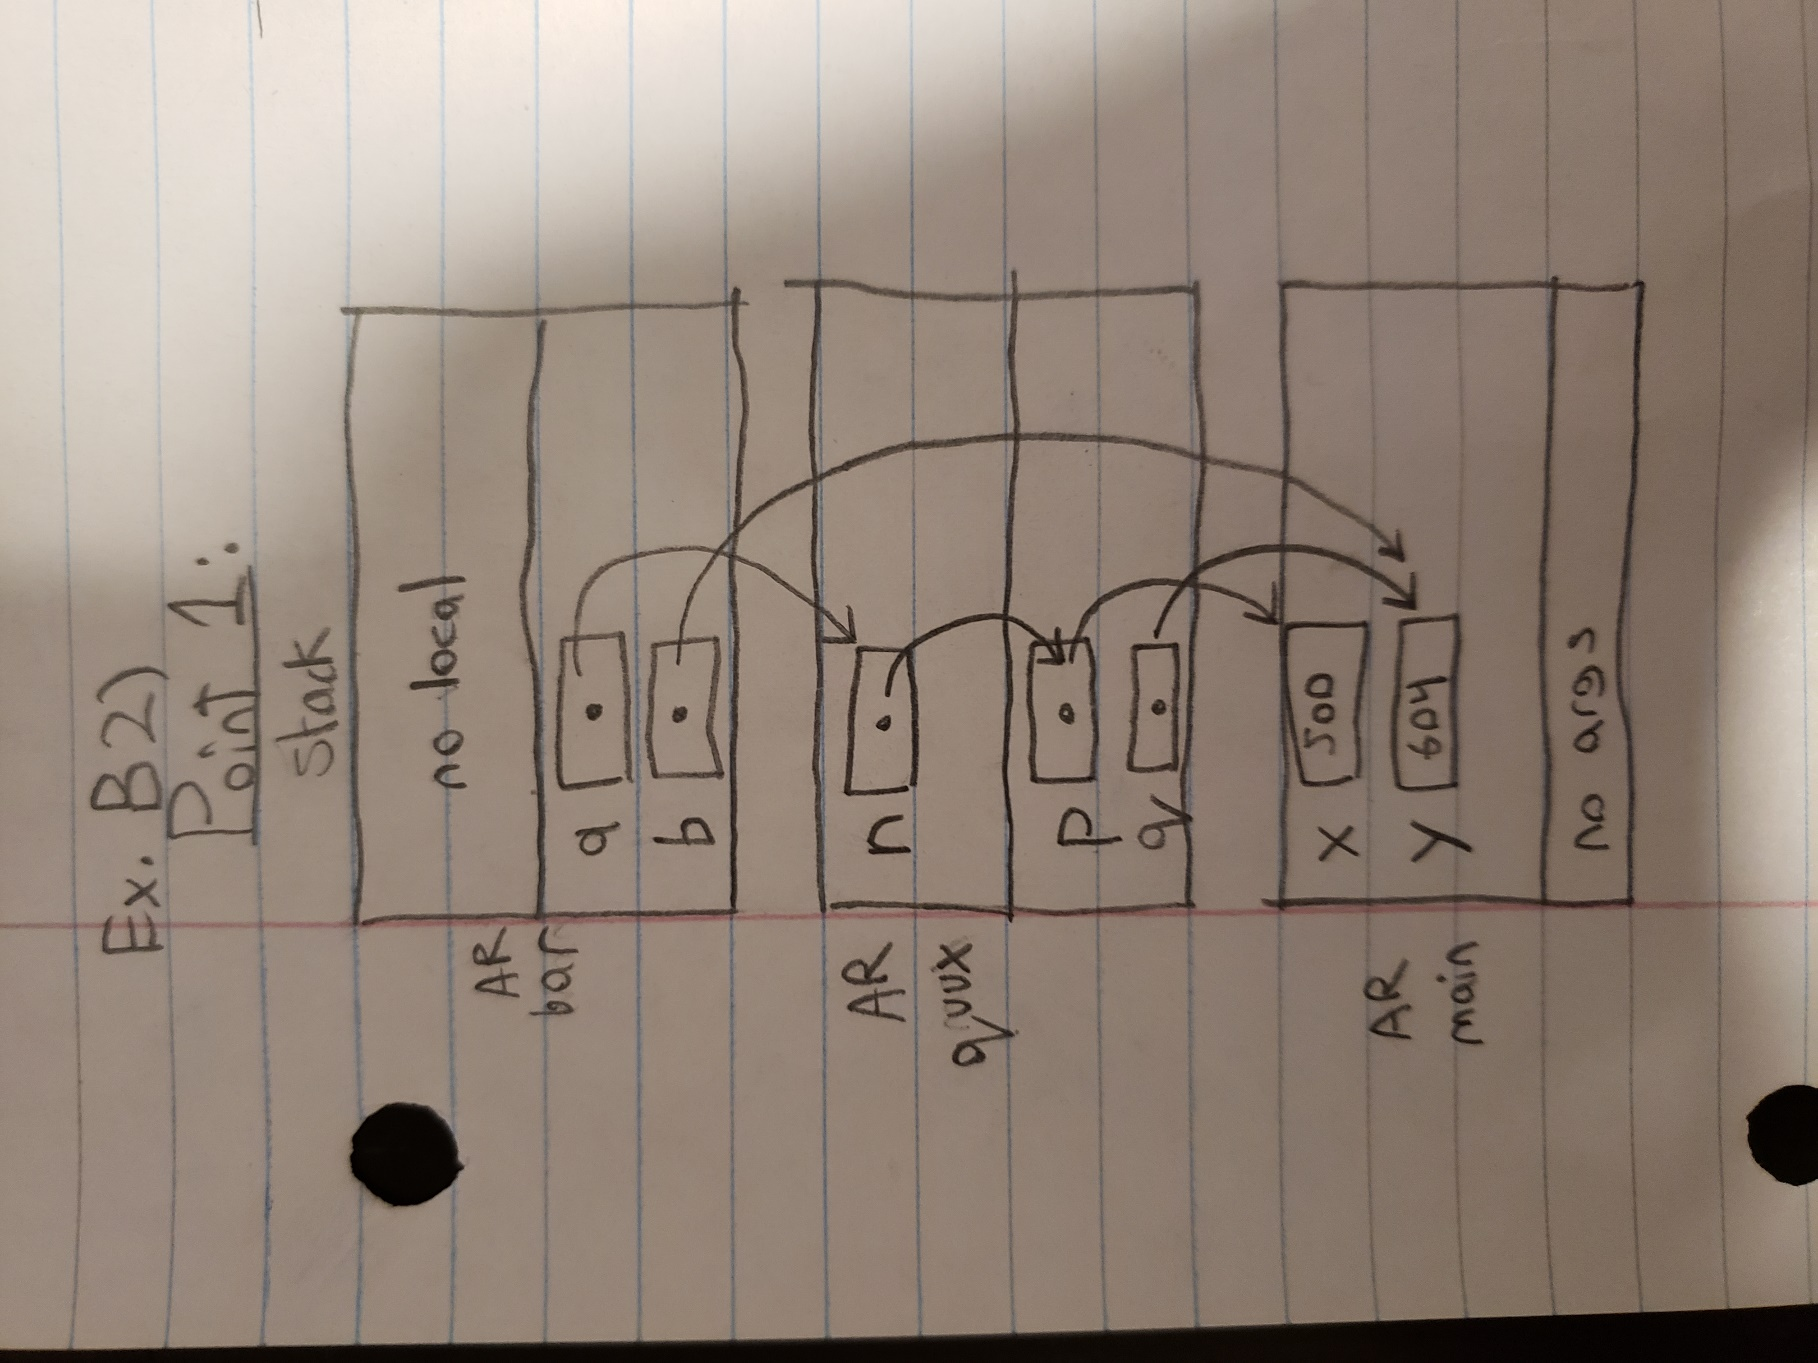 Ex. B2)
Point 1:
Stack
no local
AR
bar
a
b
AR
quux
n
p
q
AR
main
x 500
y 604
no args